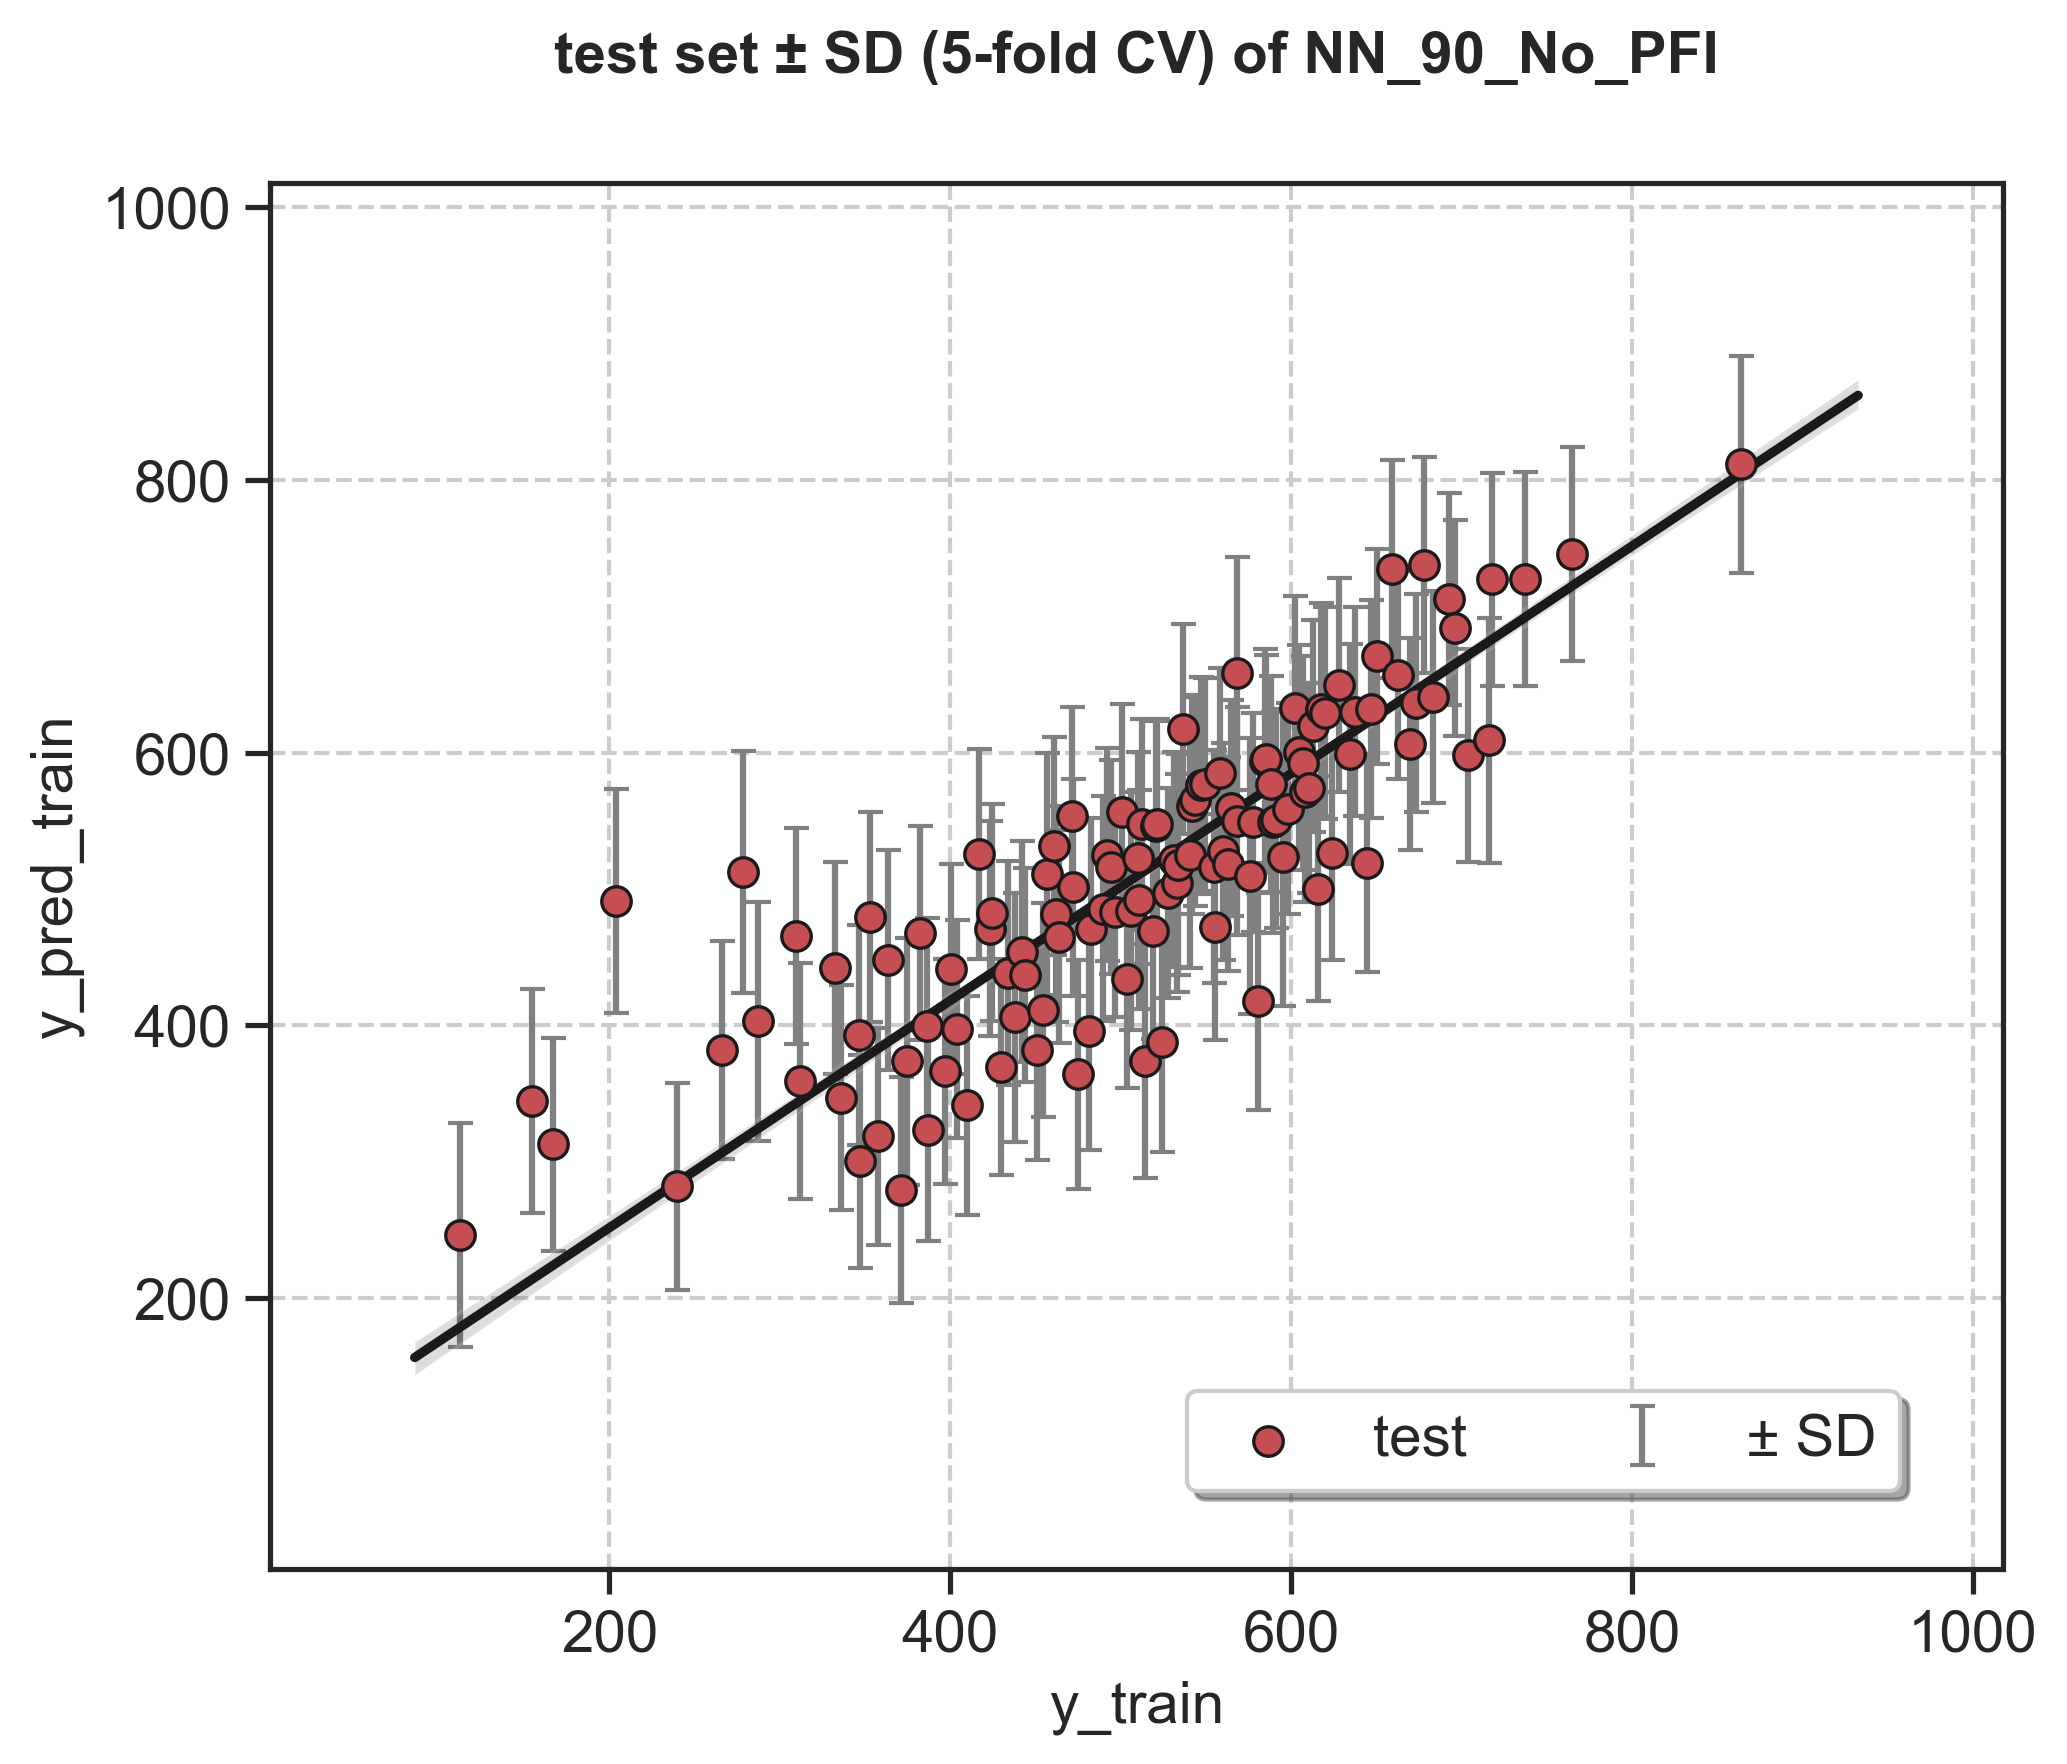 test set ± SD (5-fold CV) of NN_90_No_PFI
1000
800
600
400
200
y_pred_train
test
± SD
200
400
600
800
1000
y_train